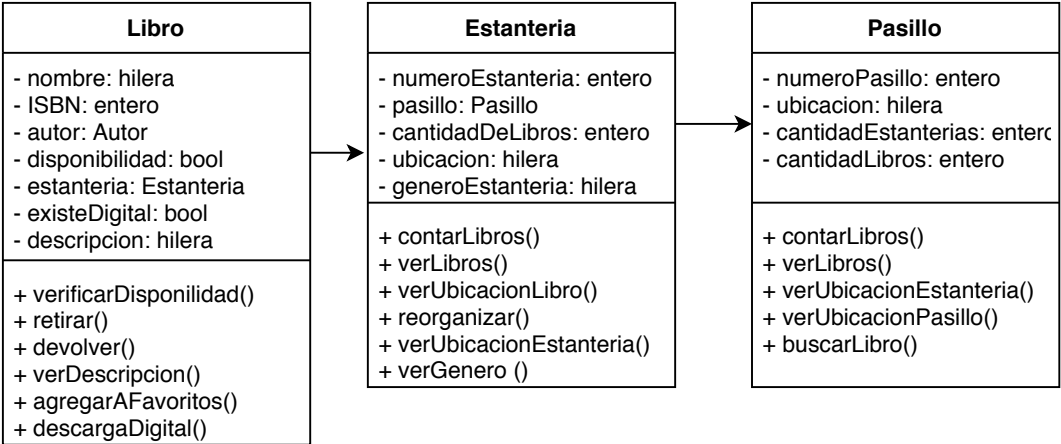 Libro
- nombre: hilera
- ISBN: entero
- autor: Autor
- disponibilidad: bool
- estanteria: Estanteria
- existeDigital: bool
- descripcion: hilera
+ verificarDisponilidad()
+ retirar()
+ devolver()
+ verDescripcion()
+ agregarAFavoritos()
+ descargaDigital()
Estanteria
- numeroEstanteria: entero
- pasillo: Pasillo
- cantidadDeLibros: entero
- ubicacion: hilera
- generoEstanteria: hilera
+ contarLibros()
+ verLibros()
+ verUbicacionLibro()
+ reorganizar()
+ verUbicacionEstanteria()
+ verGenero ()
Pasillo
- numeroPasillo: entero
- ubicacion: hilera
- cantidadEstanterias: enterc
- cantidadLibros: entero
+ contarLibros()
+ verLibros()
+ verUbicacionEstanteria()
+ verUbicacionPasillo()
+ buscarLibro()